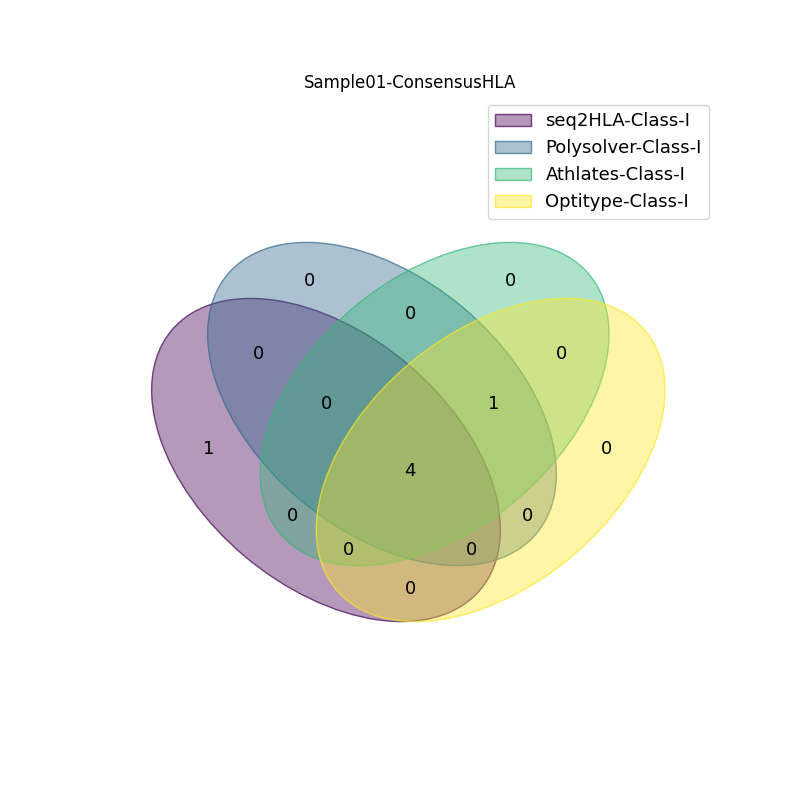 Sample01-ConsensusHLA
seq2HLA-Class-I
Polysolver-Class-I
Athlates-Class-I
Optitype-Class-I
0 0
0
0 0
0 1
1 0
4
0 0
0 0
0